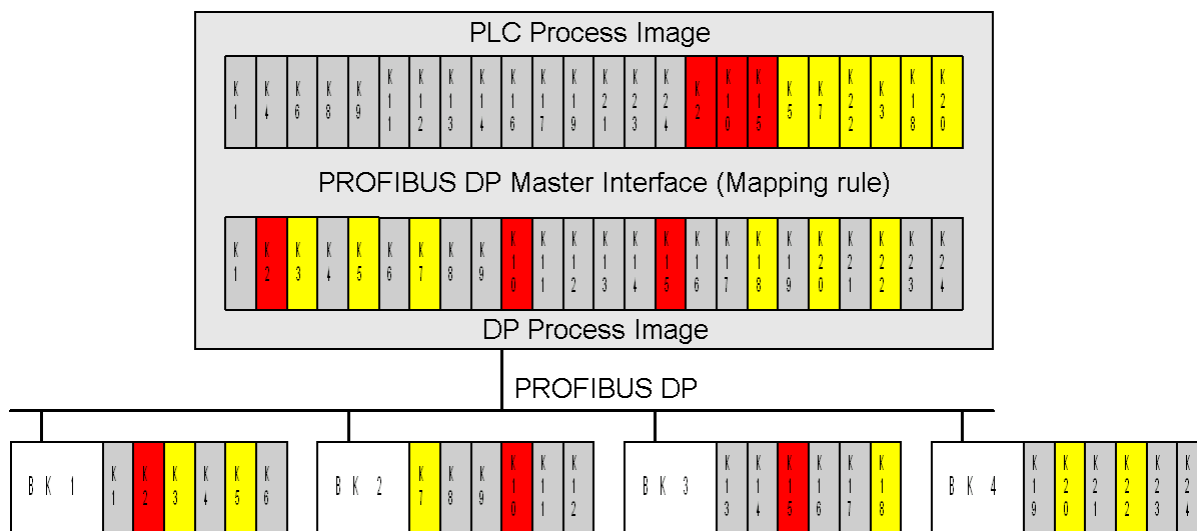 PLC Process Image
K1 K4 K6 K8 K9 K11 K12 K13 K14 K16 K17 K19 K21 K23 K24 K2 K10 K15 K5 K7 K22 K3 K18 K20
PROFIBUS DP Master Interface (Mapping rule)
K1 K2 K3 K4 K5 K6 K7 K8 K9 K10 K11 K12 K13 K14 K15 K16 K17 K18 K19 K20 K21 K22 K23 K24
DP Process Image
PROFIBUS DP
BK 1 K1 K2 K3 K4 K5 K6
BK 2 K7 K8 K9 K10 K11 K12
BK 3 K13 K14 K15 K16 K17 K18
BK 4 K19 K20 K21 K22 K23 K24